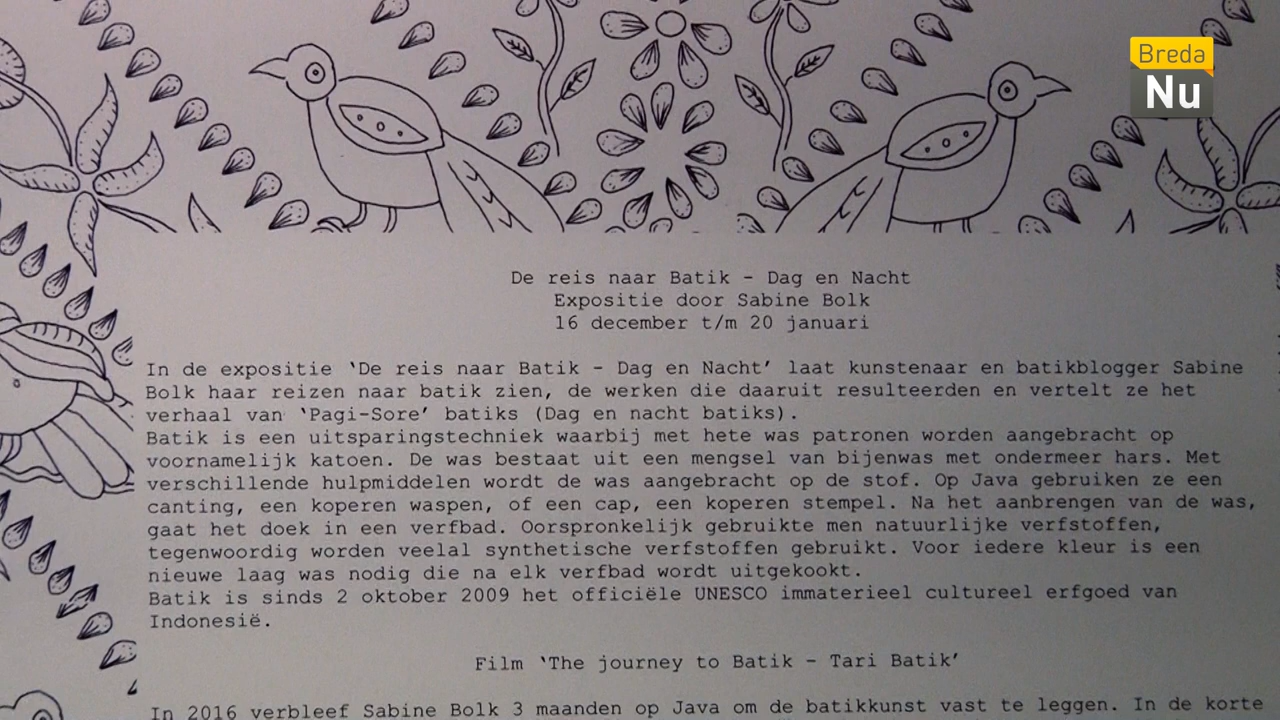 Breda
Nu
De reis naar Batik - Dag en Nacht
Expositie door Sabine Bolk
16 december t/m 20 januari
In de expositie ‘De reis naar Batik - Dag en Nacht’ laat kunstenaar en batikblogger Sabine
Bolk haar reizen naar batik zien, de werken die daaruit resulteerden en vertelt ze het
verhaal van ‘Pagi-Sore’ batiks (Dag en nacht batiks).
Batik is een uitsparingstechniek waarbij met hete was patronen worden aangebracht op
voornamelijk katoen. De was bestaat uit een mengsel van bijenwas met ondermeer hars. Met
verschillende hulpmiddelen wordt de was aangebracht op de stof. Op Java gebruiken ze een
canting, een koperen waspen, of een cap, een koperen stempel. Na het aanbrengen van de was,
gaat het doek in een verfbad. Oorspronkelijk gebruikte men natuurlijke verfstoffen,
tegenwoordig worden veelal synthetische verfstoffen gebruikt. Voor iedere kleur is een
nieuwe laag was nodig die na elk verfbad wordt uitgekookt.
Batik is sinds 2 oktober 2009 het officiële UNESCO immaterieel cultureel erfgoed van
Indonesië.
Film ‘The journey to Batik - Tari Batik’
In 2016 verbleef Sabine Bolk 3 maanden op Java om de batikkunst vast te leggen. In de korte